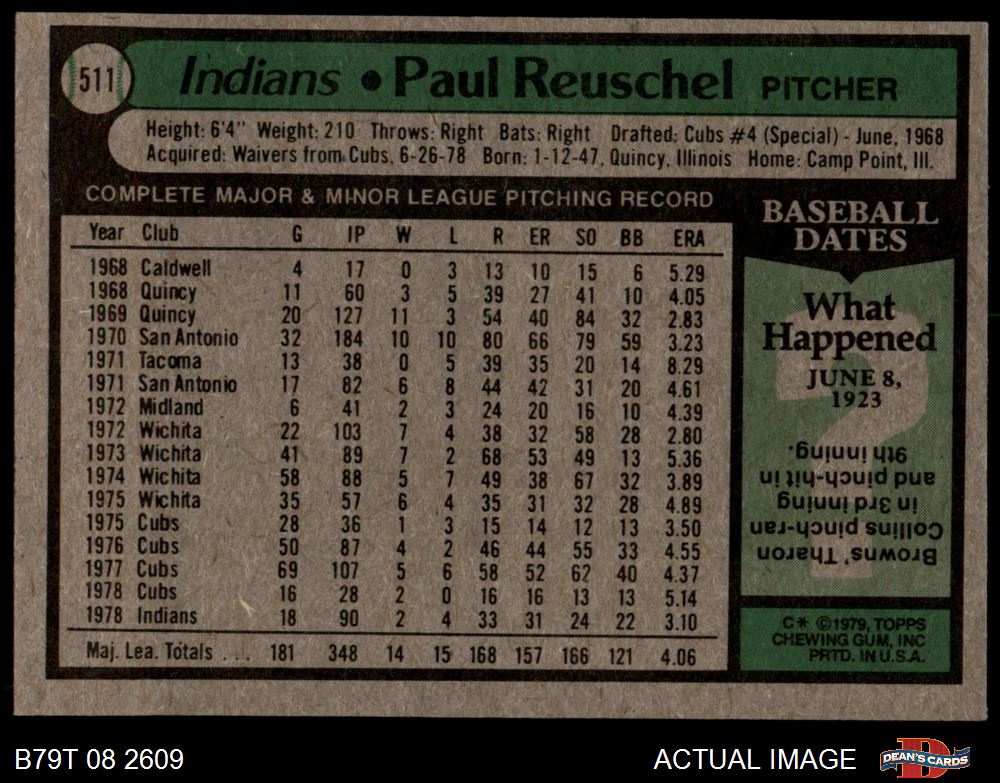 511 Indians • Paul Reuschel PITCHER
Height: 6'4" Weight: 210 Throws: Right Bats: Right Drafted: Cubs #4 (Special) - June, 1968
Acquired: Waivers from Cubs, 6-26-78 Born: 1-12-47, Quincy, Illinois Home: Camp Point, Ill.
COMPLETE MAJOR & MINOR LEAGUE PITCHING RECORD
Year Club G IP W L R ER SO BB ERA
1968 Caldwell 4 17 0 3 13 10 15 6 5.29
1968 Quincy 11 60 3 5 39 27 41 10 4.05
1969 Quincy 20 127 11 3 54 40 84 32 2.83
1970 San Antonio 32 184 10 10 80 66 79 59 3.23
1971 Tacoma 13 38 0 5 39 35 20 14 8.29
1971 San Antonio 17 82 6 8 44 42 31 20 4.61
1972 Midland 6 41 2 3 24 20 16 10 4.39
1972 Wichita 22 103 7 4 38 32 58 28 2.80
1973 Wichita 41 89 7 2 68 53 49 13 5.36
1974 Wichita 58 88 5 7 49 38 67 32 3.89
1975 Wichita 35 57 6 4 35 31 32 28 4.89
1975 Cubs 28 36 1 3 15 14 12 13 3.50
1976 Cubs 50 87 4 2 46 44 55 33 4.55
1977 Cubs 69 107 5 6 58 52 62 40 4.37
1978 Cubs 16 28 2 0 16 16 13 13 5.14
1978 Indians 18 90 2 4 33 31 24 22 3.10
Maj. Lea. Totals . . . 181 348 14 15 168 157 166 121 4.06
BASEBALL
DATES
What
Happened
JUNE 8,
1923
Browns' Tharon
Collins pinch-ran
in 3rd inning
and pinch-hit in
9th inning.
C* ©1979, TOPPS
CHEWING GUM, INC
PRTD. IN U.S.A.
B79T 08 2609
ACTUAL IMAGE
DEAN'S CARDS